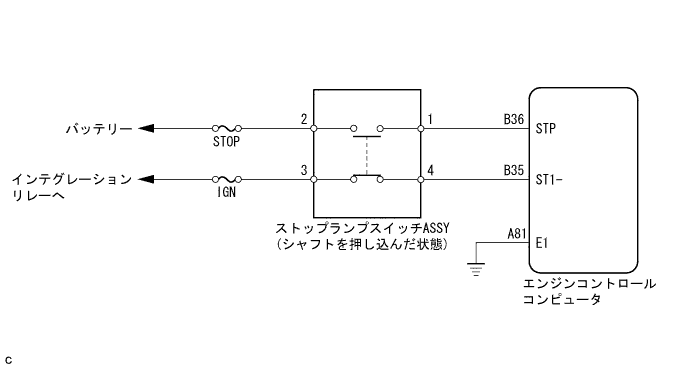 バッテリー
STOP
2
1
B36
STP
インテグレーション
リレーへ
IGN
3
4
B35
ST1−
A81
E1
ストップランプスイッチASSY
(シャフトを押し込んだ状態)
エンジンコントロール
コンピュータ
c